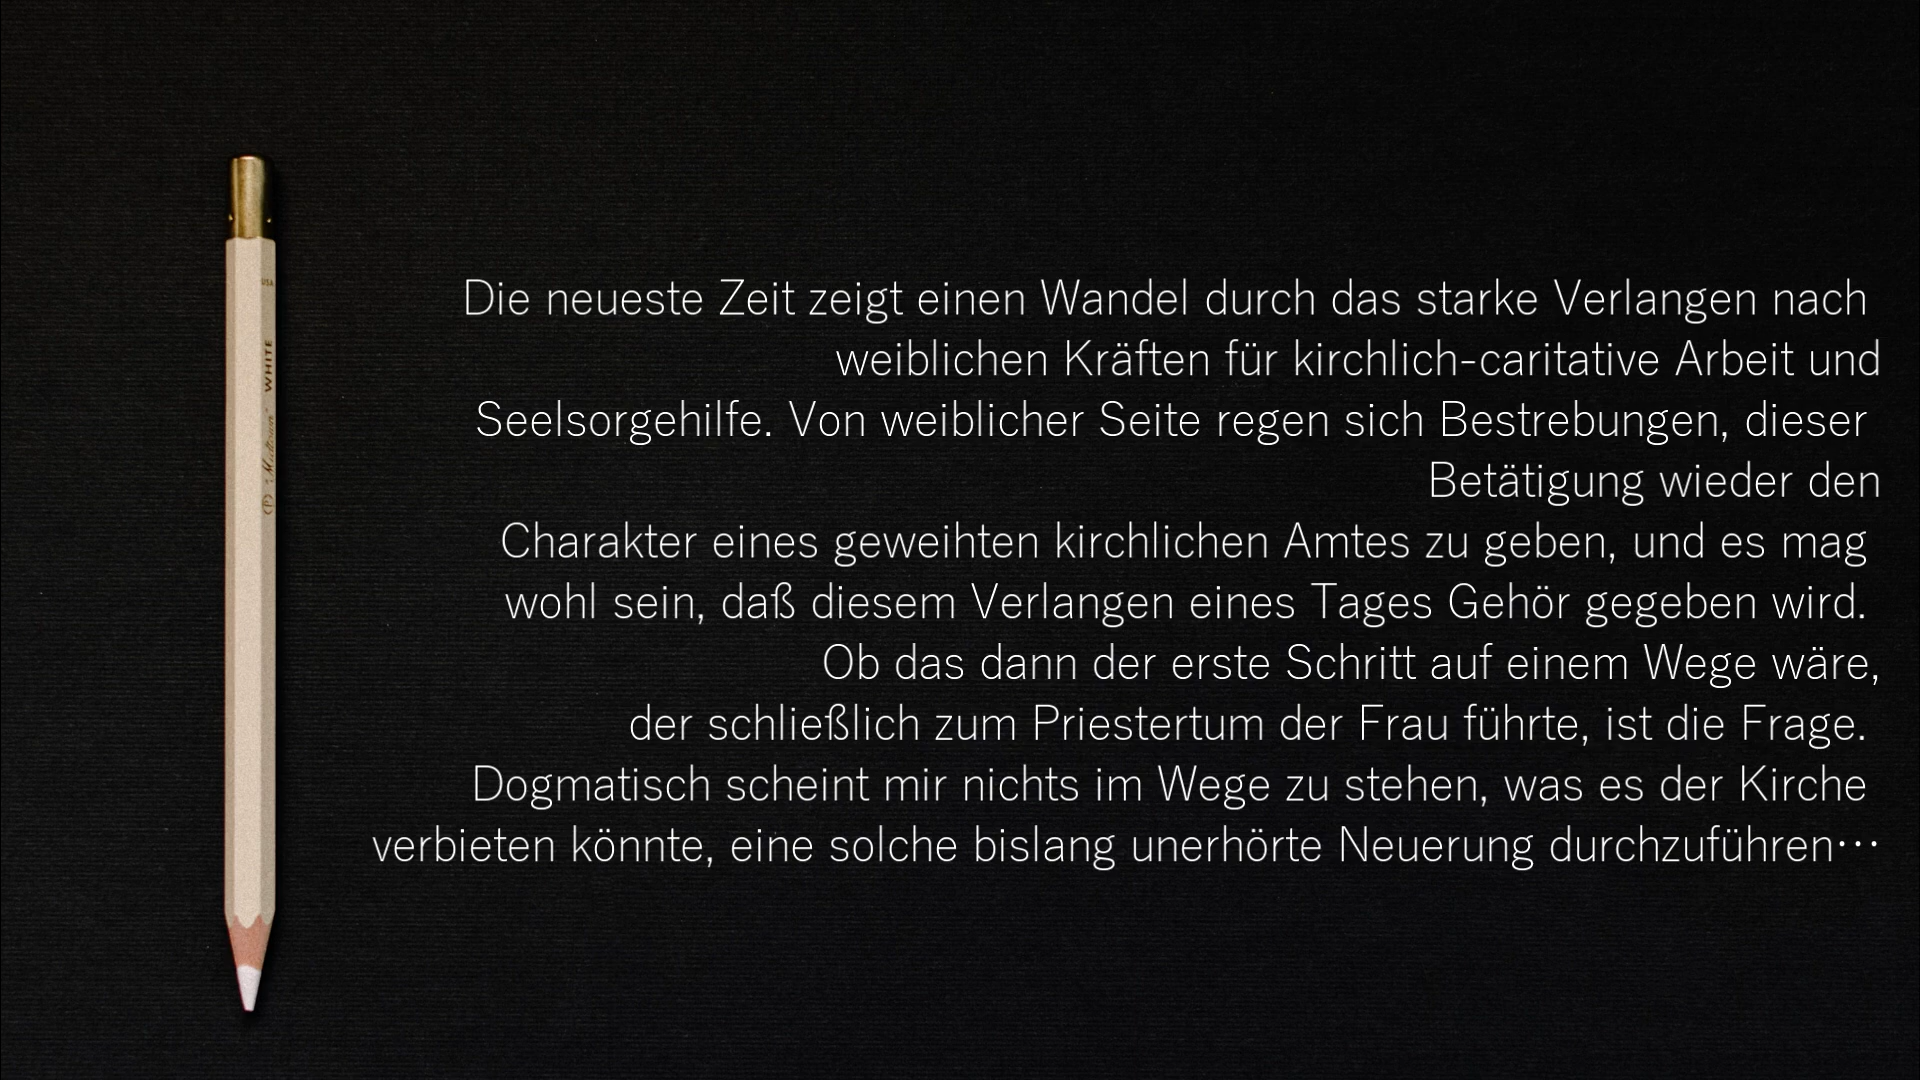 Die neueste Zeit zeigt einen Wandel durch das starke Verlangen nach
weiblichen Kräften für kirchlich-caritative Arbeit und
Seelsorgehilfe. Von weiblicher Seite regen sich Bestrebungen, dieser
Betätigung wieder den
Charakter eines geweihten kirchlichen Amtes zu geben, und es mag
wohl sein, daß diesem Verlangen eines Tages Gehör gegeben wird.
Ob das dann der erste Schritt auf einem Wege wäre,
der schließlich zum Priestertum der Frau führte, ist die Frage.
Dogmatisch scheint mir nichts im Wege zu stehen, was es der Kirche
verbieten könnte, eine solche bislang unerhörte Neuerung durchzuführen…
USA
WHITE